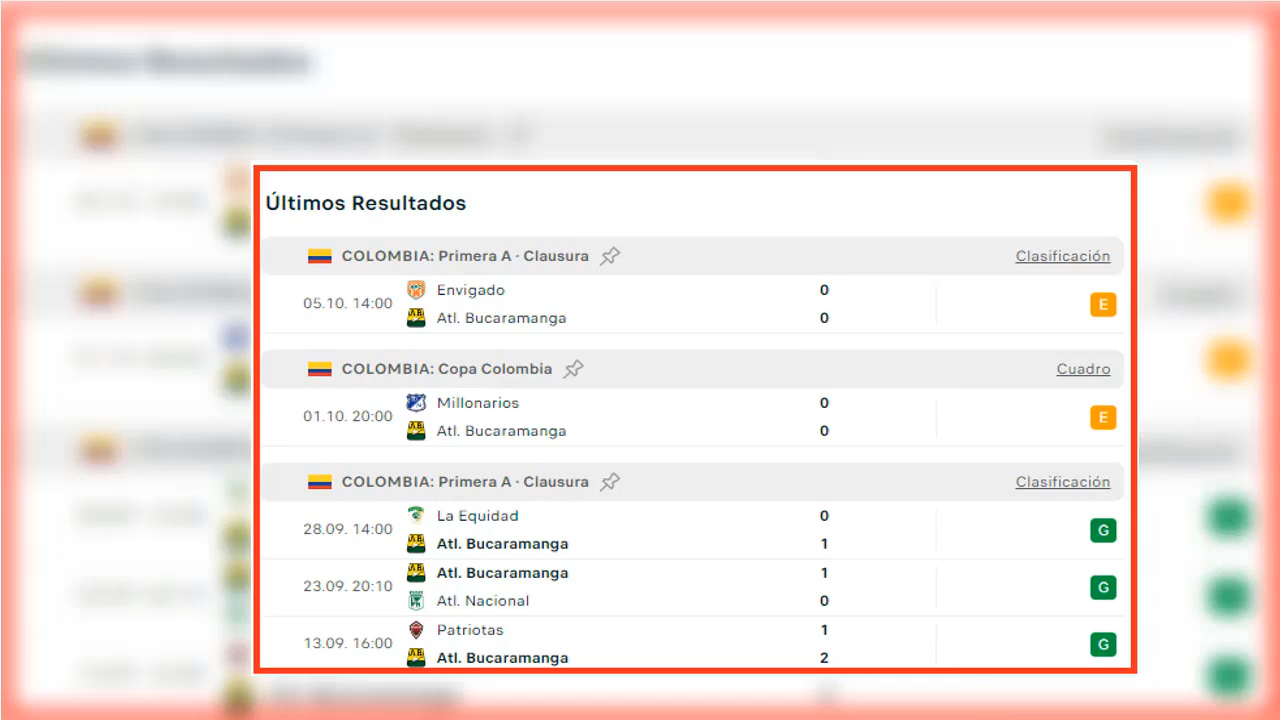 Últimos Resultados
COLOMBIA: Primera A · Clausura Clasificación
05.10. 14:00 Envigado 0 E
Atl. Bucaramanga 0
COLOMBIA: Copa Colombia Cuadro
01.10. 20:00 Millonarios 0 E
Atl. Bucaramanga 0
COLOMBIA: Primera A · Clausura Clasificación
28.09. 14:00 La Equidad 0 G
Atl. Bucaramanga 1
23.09. 20:10 Atl. Bucaramanga 1 G
Atl. Nacional 0
13.09. 16:00 Patriotas 1 G
Atl. Bucaramanga 2